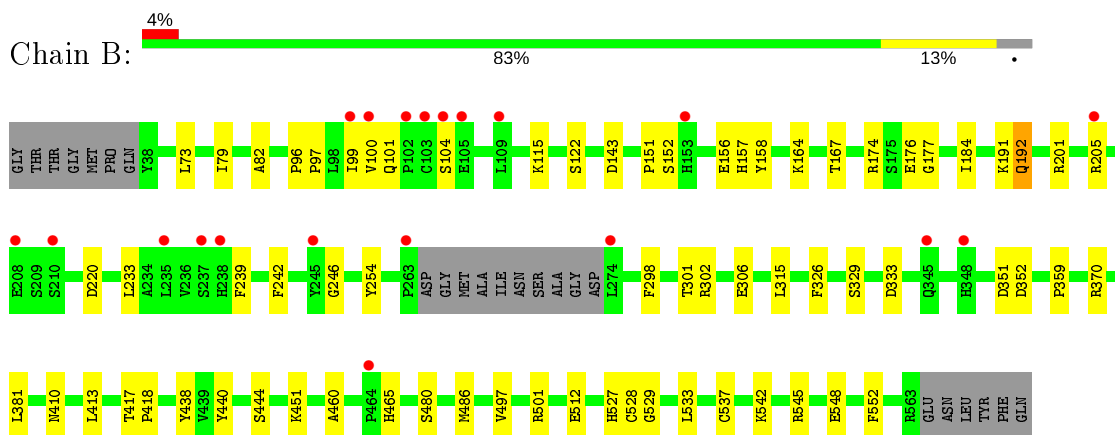 4%
Chain B:
83% 13% •
GLY THR THR GLY MET PRO GLN Y38 L73 I79 A82 P96 P97 L98 I99 V100 Q101 P102 C103 S104 E105 L109 K115 S122 D143 P151 S152 H153 E156 H157 Y158 K164 T167 R174 S175 E176 G177 I184 K191 Q192 R201 R205
E208 S209 S210 D220 L233 A234 L235 V236 S237 H238 F239 F242 Y245 G246 Y254 P263 ASP GLY MET ALA ILE ASN SER ALA GLY ASP L274 F298 T301 R302 E306 L315 F326 S329 D333 Q345 H348 D351 D352 P359 R370
L381 N410 L413 T417 P418 Y438 V439 Y440 S444 K451 A460 P464 H465 S480 M486 V497 R501 E512 H527 C528 G529 L533 C537 K542 R545 E548 F552 R563 GLU ASN LEU TYR PHE GLN